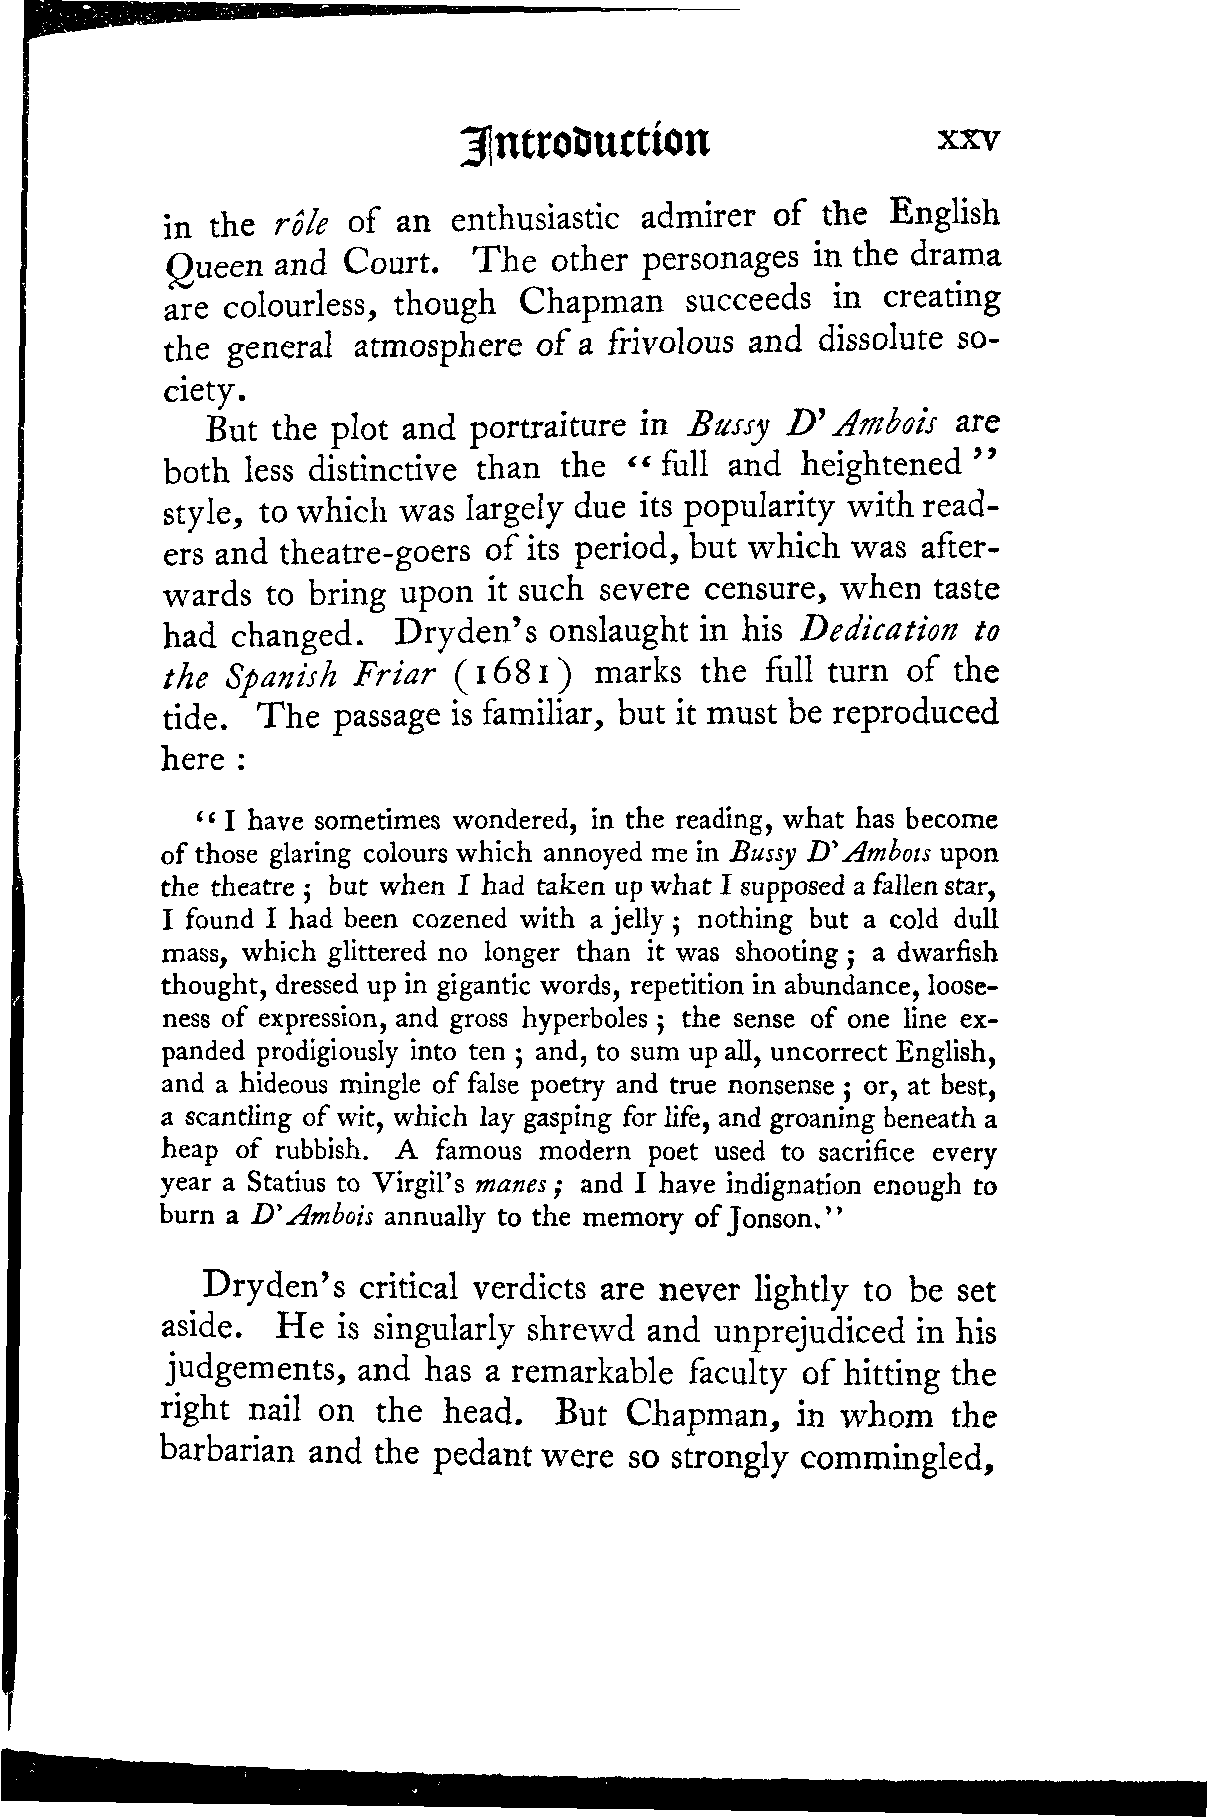 Introduction xxv
in the rôle of an enthusiastic admirer of the English
Queen and Court. The other personages in the drama
are colourless, though Chapman succeeds in creating
the general atmosphere of a frivolous and dissolute so-
ciety.
But the plot and portraiture in Bussy D'Ambois are
both less distinctive than the "full and heightened"
style, to which was largely due its popularity with read-
ers and theatre-goers of its period, but which was after-
wards to bring upon it such severe censure, when taste
had changed. Dryden's onslaught in his Dedication to
the Spanish Friar (1681) marks the full turn of the
tide. The passage is familiar, but it must be reproduced
here :
"I have sometimes wondered, in the reading, what has become
of those glaring colours which annoyed me in Bussy D'Ambois upon
the theatre ; but when I had taken up what I supposed a fallen star,
I found I had been cozened with a jelly ; nothing but a cold dull
mass, which glittered no longer than it was shooting ; a dwarfish
thought, dressed up in gigantic words, repetition in abundance, loose-
ness of expression, and gross hyperboles ; the sense of one line ex-
panded prodigiously into ten ; and, to sum up all, uncorrect English,
and a hideous mingle of false poetry and true nonsense ; or, at best,
a scantling of wit, which lay gasping for life, and groaning beneath a
heap of rubbish. A famous modern poet used to sacrifice every
year a Statius to Virgil's manes ; and I have indignation enough to
burn a D'Ambois annually to the memory of Jonson."
Dryden's critical verdicts are never lightly to be set
aside. He is singularly shrewd and unprejudiced in his
judgements, and has a remarkable faculty of hitting the
right nail on the head. But Chapman, in whom the
barbarian and the pedant were so strongly commingled,